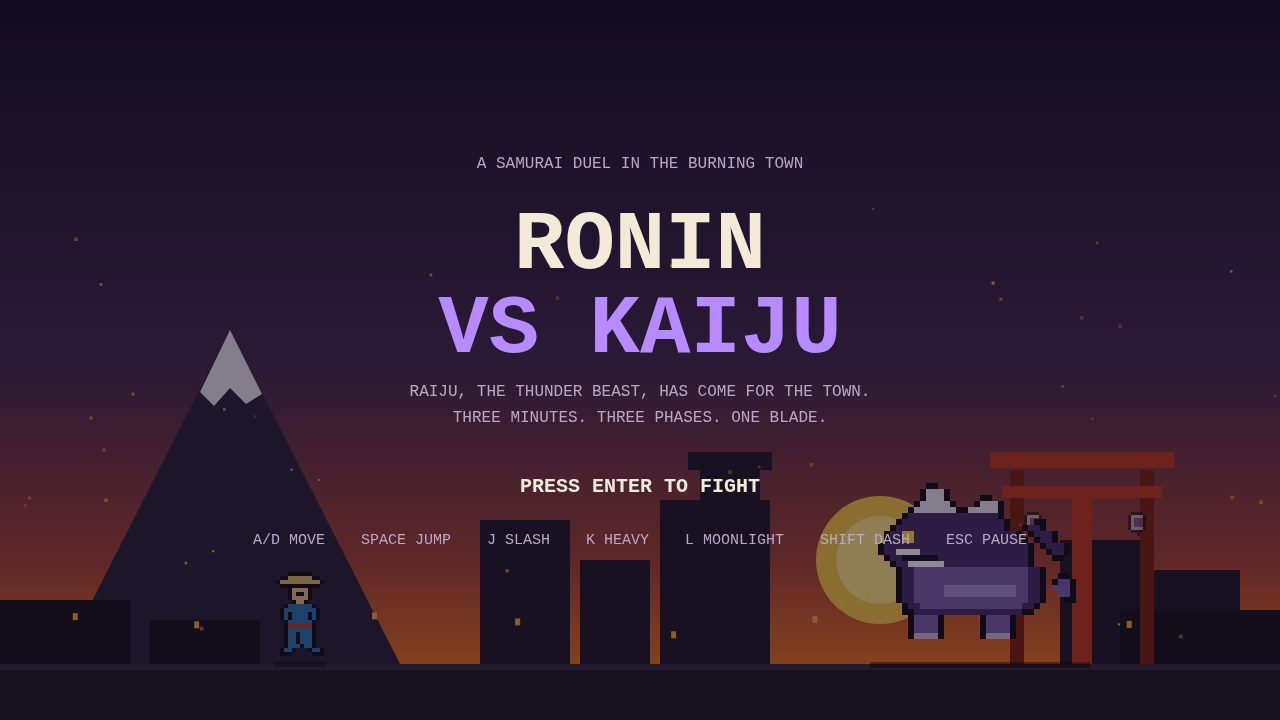 A SAMURAI DUEL IN THE BURNING TOWN
RONIN
VS KAIJU
RAIJU, THE THUNDER BEAST, HAS COME FOR THE TOWN.
THREE MINUTES. THREE PHASES. ONE BLADE.
PRESS ENTER TO FIGHT
A/D MOVE SPACE JUMP J SLASH K HEAVY L MOONLIGHT SHIFT DASH ESC PAUSE